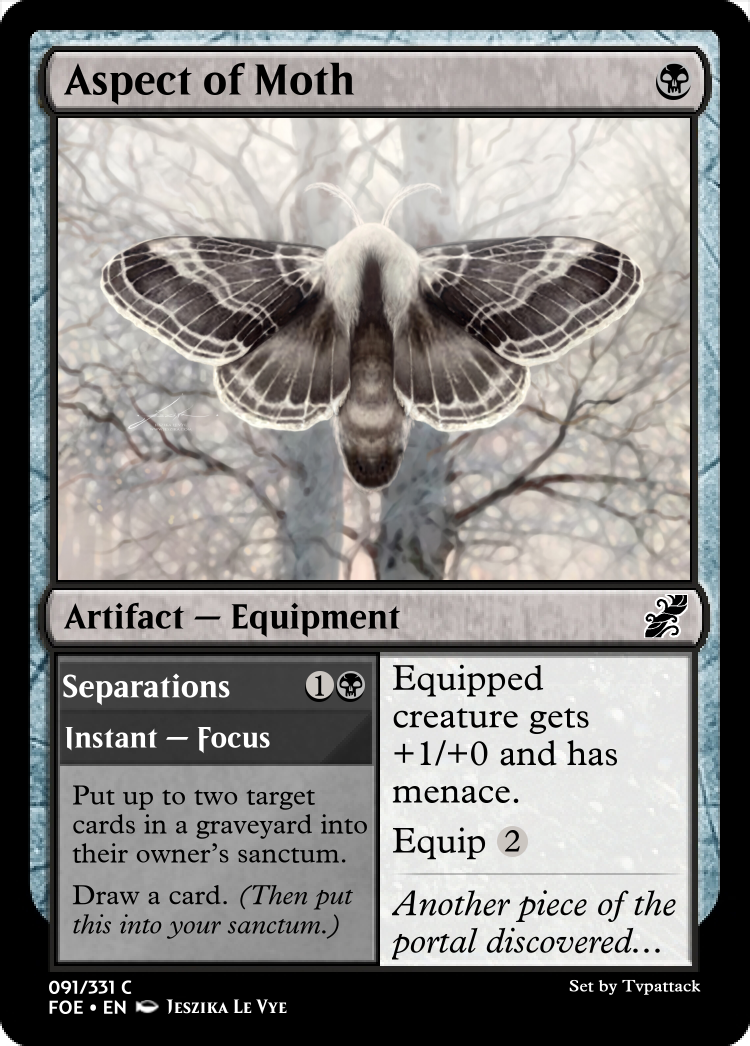 Aspect of Moth
Artifact — Equipment
Separations 1
Instant — Focus
Put up to two target
cards in a graveyard into
their owner's sanctum.
Draw a card. (Then put
this into your sanctum.)
Equipped
creature gets
+1/+0 and has
menace.
Equip 2
Another piece of the
portal discovered...
091/331 C
FOE • EN Jeszika Le Vye
Set by Tvpattack